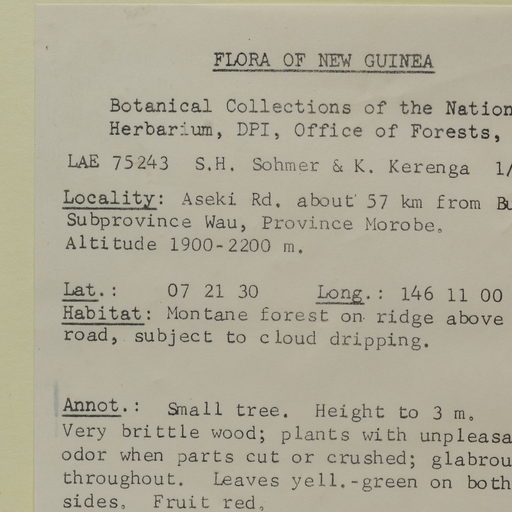 FLORA OF NEW GUINEA
Botanical Collections of the Nation
Herbarium, DPI, Office of Forests,
LAE 75243 S.H. Sohmer & K. Kerenga 1/
Locality: Aseki Rd. about 57 km from Bu
Subprovince Wau, Province Morobe.
Altitude 1900-2200 m.
Lat.: 07 21 30 Long.: 146 11 00
Habitat: Montane forest on ridge above
road, subject to cloud dripping.
Annot.: Small tree. Height to 3 m.
Very brittle wood; plants with unpleasa
odor when parts cut or crushed; glabrou
throughout. Leaves yell.-green on both
sides. Fruit red.